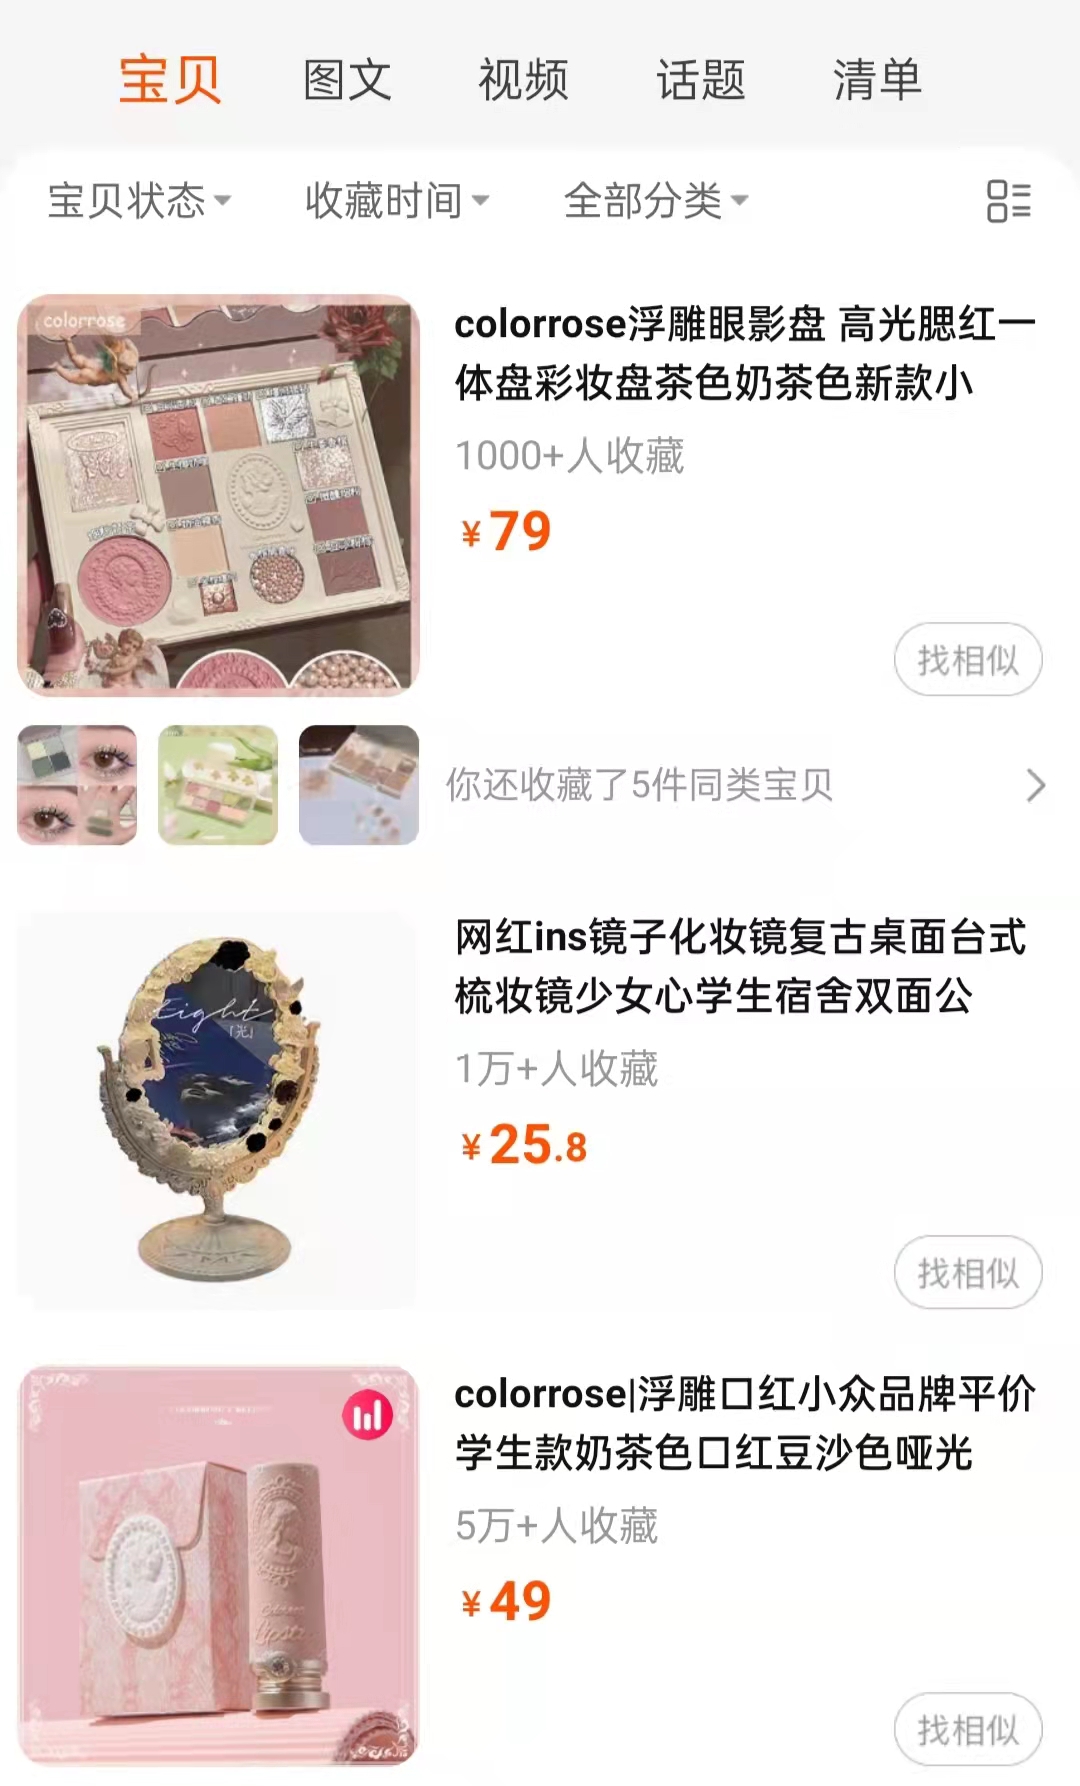 宝贝 图文 视频 话题 清单
宝贝状态 收藏时间 全部分类
colorrose
colorrose浮雕眼影盘 高光腮红一
体盘彩妆盘茶色奶茶色新款小
1000+人收藏
¥79
找相似
你还收藏了5件同类宝贝
网红ins镜子化妆镜复古桌面台式
梳妆镜少女心学生宿舍双面公
1万+人收藏
¥25.8
Light
「光」
找相似
colorrose|浮雕口红小众品牌平价
学生款奶茶色口红豆沙色哑光
5万+人收藏
¥49
找相似